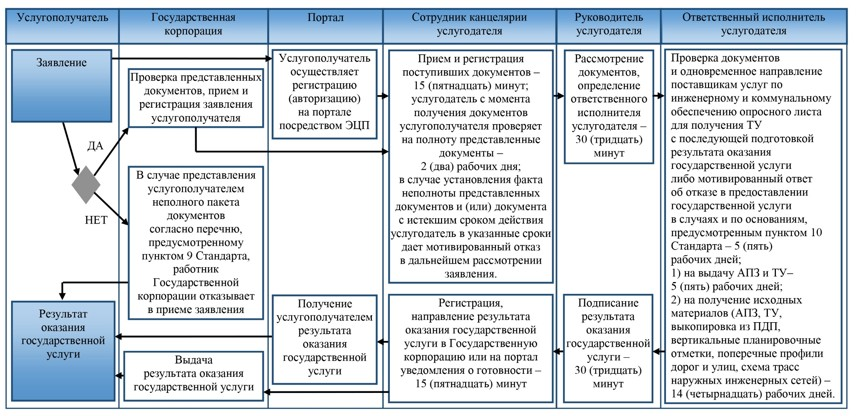 Услугополучатель
Государственная
корпорация
Портал
Сотрудник канцелярии
услугодателя
Руководитель
услугодателя
Ответственный исполнитель
услугодателя
Заявление
ДА
НЕТ
Проверка представленных
документов, прием и
регистрация заявления
услугополучателя
Услугополучатель
осуществляет
регистрацию
(авторизацию)
на портале
посредством ЭЦП
Прием и регистрация
поступивших документов –
15 (пятнадцать) минут;
услугодатель с момента
получения документов
услугополучателя проверяет
на полноту представленные
документы –
2 (два) рабочих дня;
в случае установления факта
неполноты представленных
документов и (или) документа
с истекшим сроком действия
услугодатель в указанные сроки
дает мотивированный отказ
в дальнейшем рассмотрении
заявления.
Рассмотрение
документов,
определение
ответственного
исполнителя
услугодателя –
30 (тридцать)
минут
Проверка документов
и одновременное направление
поставщикам услуг по
инженерному и коммунальному
обеспечению опросного листа
для получения ТУ
с последующей подготовкой
результата оказания
государственной услуги
либо мотивированный ответ
об отказе в предоставлении
государственной услуги
в случаях и по основаниям,
предусмотренным пунктом 10
Стандарта – 5 (пять)
рабочих дней;
1) на выдачу АПЗ и ТУ–
5 (пять) рабочих дней;
2) на получение исходных
материалов (АПЗ, ТУ,
выкопировка из ПДП,
вертикальные планировочные
отметки, поперечные профили
дорог и улиц, схема трасс
наружных инженерных сетей) –
14 (четырнадцать) рабочих дней.
В случае представления
услугополучателем
неполного пакета
документов
согласно перечню,
предусмотренному
пунктом 9 Стандарта,
работник
Государственной
корпорации отказывает
в приеме заявления
Результат
оказания
государственной
услуги
Выдача
результата оказания
государственной услуги
Получение
услугополучателем
результата
оказания
государственной
услуги
Регистрация,
направление результата
оказания государственной
услуги в Государственную
корпорацию или на портал
уведомления о готовности –
15 (пятнадцать) минут
Подписание
результата
оказания
государственной
услуги –
30 (тридцать)
минут